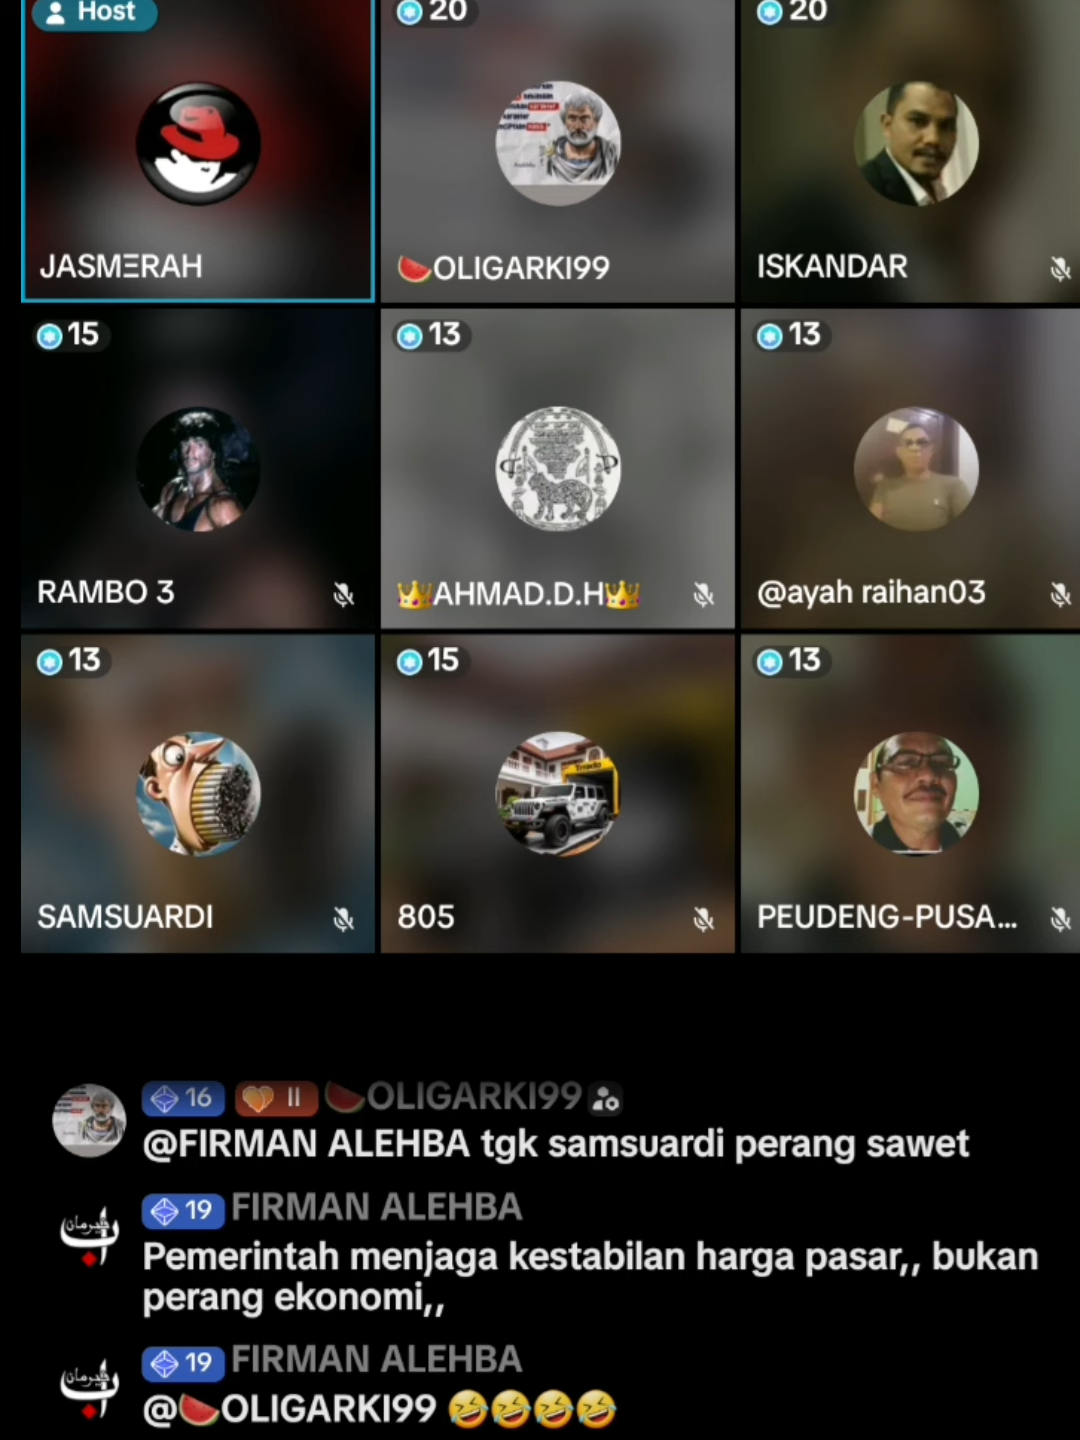 Host
20
20
JASMΞRAH
🍉OLIGARKI99
ISKANDAR
15
13
13
RAMBO 3
👑AHMAD.D.H👑
@ayah raihan03
13
15
13
SAMSUARDI
805
PEUDENG-PUSA...
16 II 🍉OLIGARKI99
@FIRMAN ALEHBA tgk samsuardi perang sawet
19 FIRMAN ALEHBA
Pemerintah menjaga kestabilan harga pasar,, bukan
perang ekonomi,,
19 FIRMAN ALEHBA
@🍉OLIGARKI99 🤣🤣🤣🤣